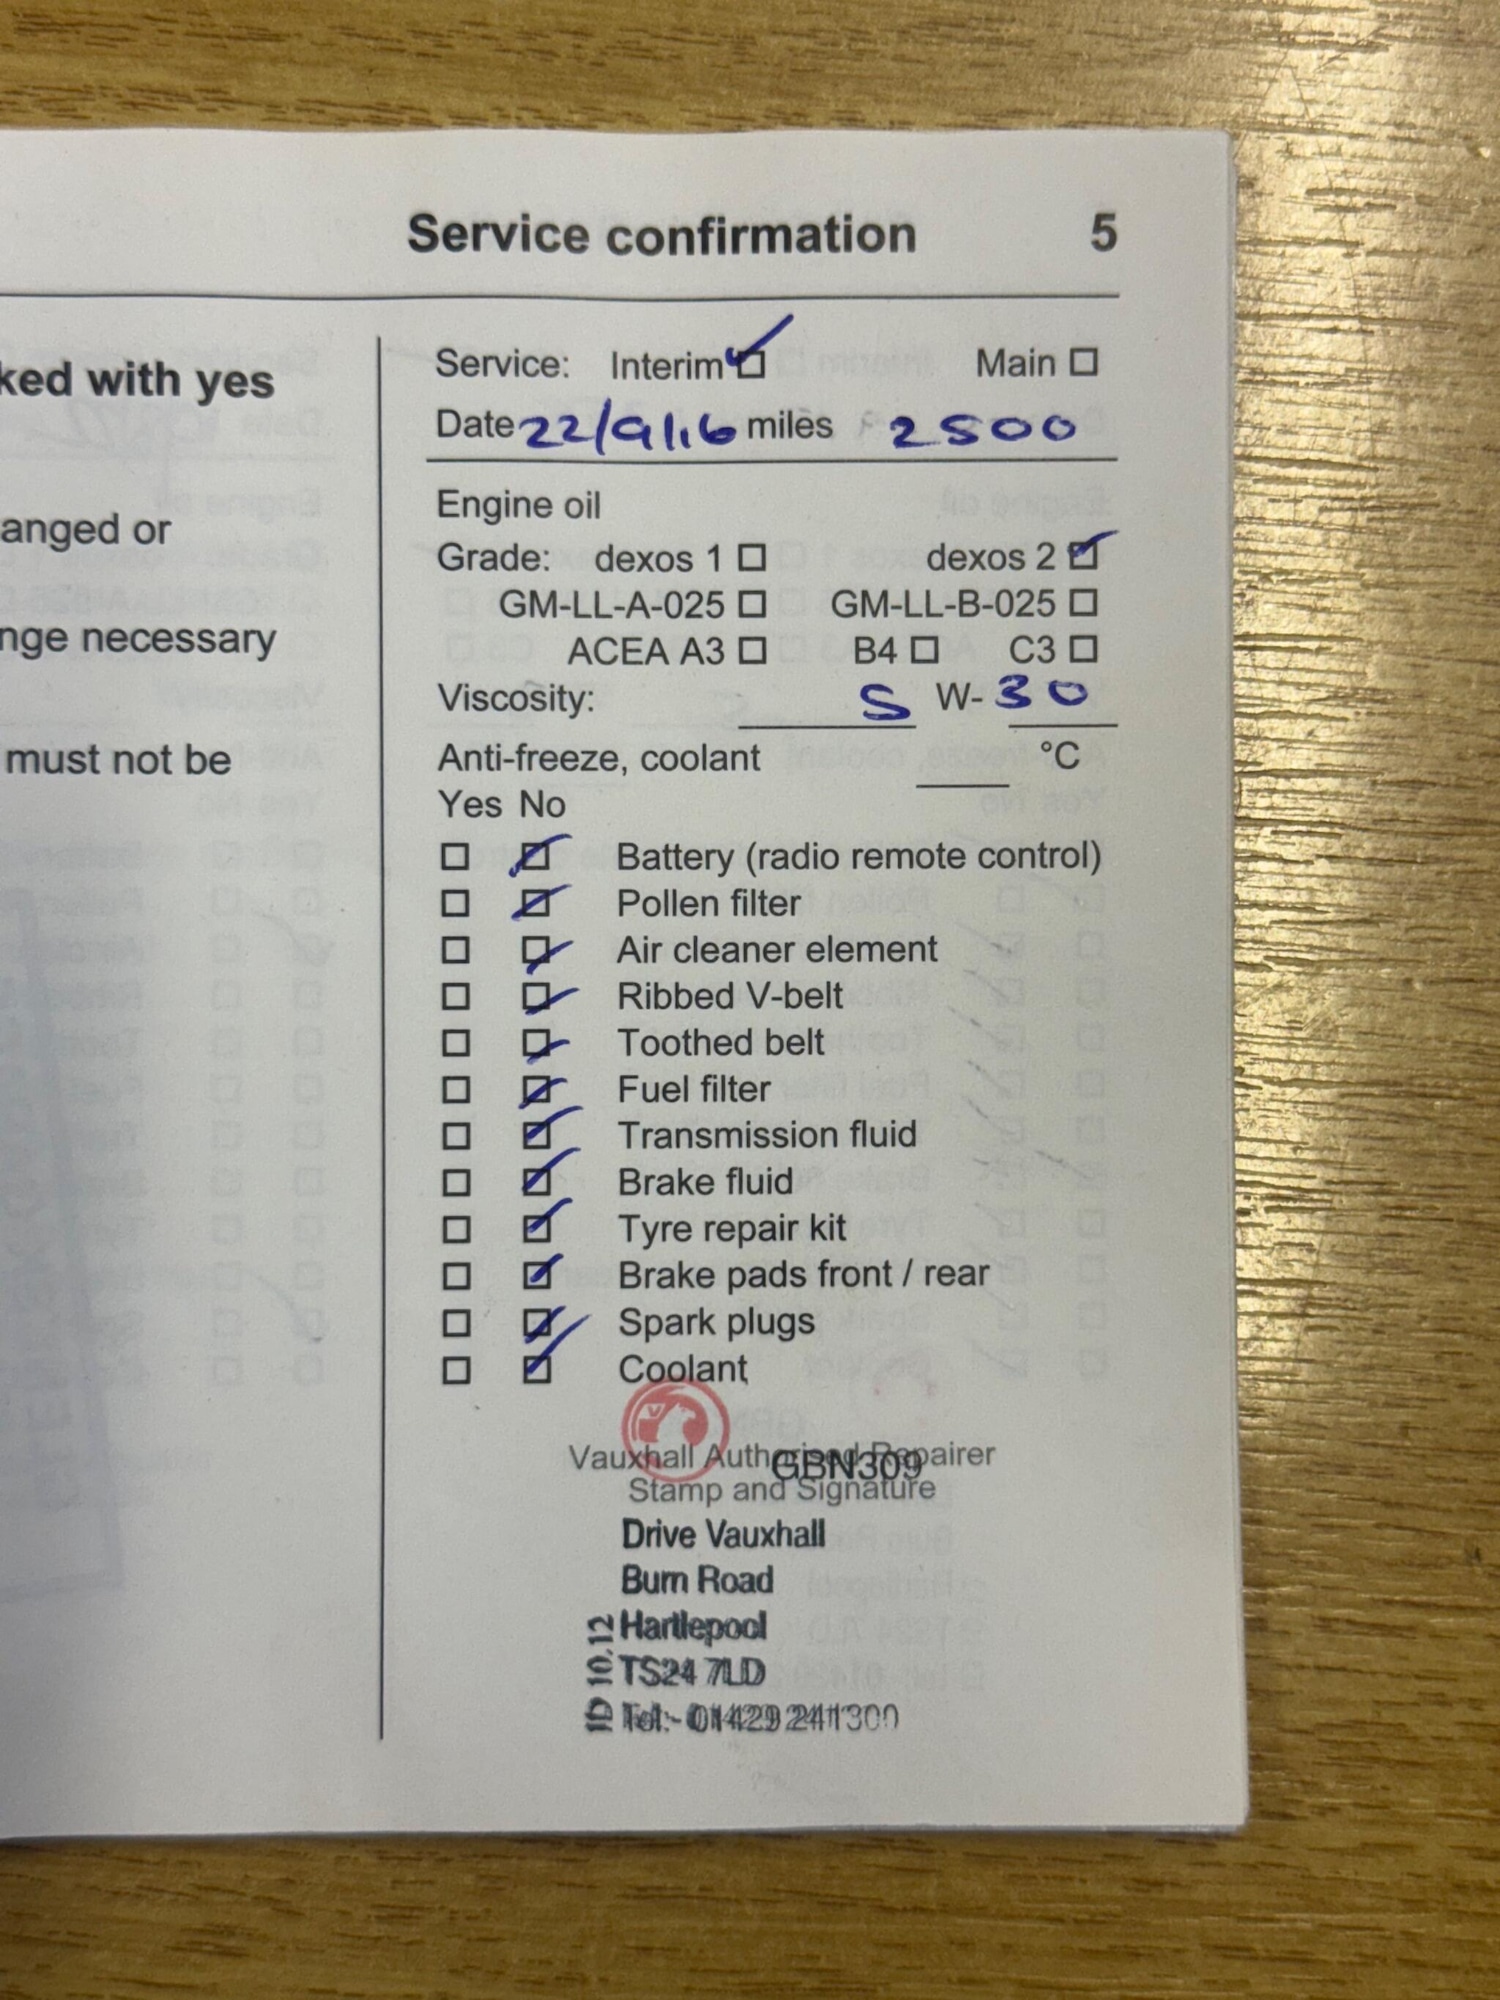 Service confirmation 5
ked with yes
anged or
nge necessary
must not be
Service: Interim ☑ Main ☐
Date 22/9/16 miles 2500
Engine oil
Grade: dexos 1 ☐ dexos 2 ☑
GM-LL-A-025 ☐ GM-LL-B-025 ☐
ACEA A3 ☐ B4 ☐ C3 ☐
Viscosity: 5 W-30
Anti-freeze, coolant °C
Yes No
☐ ☑ Battery (radio remote control)
☐ ☑ Pollen filter
☐ ☑ Air cleaner element
☐ ☑ Ribbed V-belt
☐ ☑ Toothed belt
☐ ☑ Fuel filter
☐ ☑ Transmission fluid
☐ ☑ Brake fluid
☐ ☑ Tyre repair kit
☐ ☑ Brake pads front / rear
☐ ☑ Spark plugs
☐ ☑ Coolant
Vauxhall Authorised Repairer
GBN309
Stamp and Signature
Drive Vauxhall
Burn Road
Hartlepool
TS24 7LD
Tel:- 01429 241300
ID 10.12